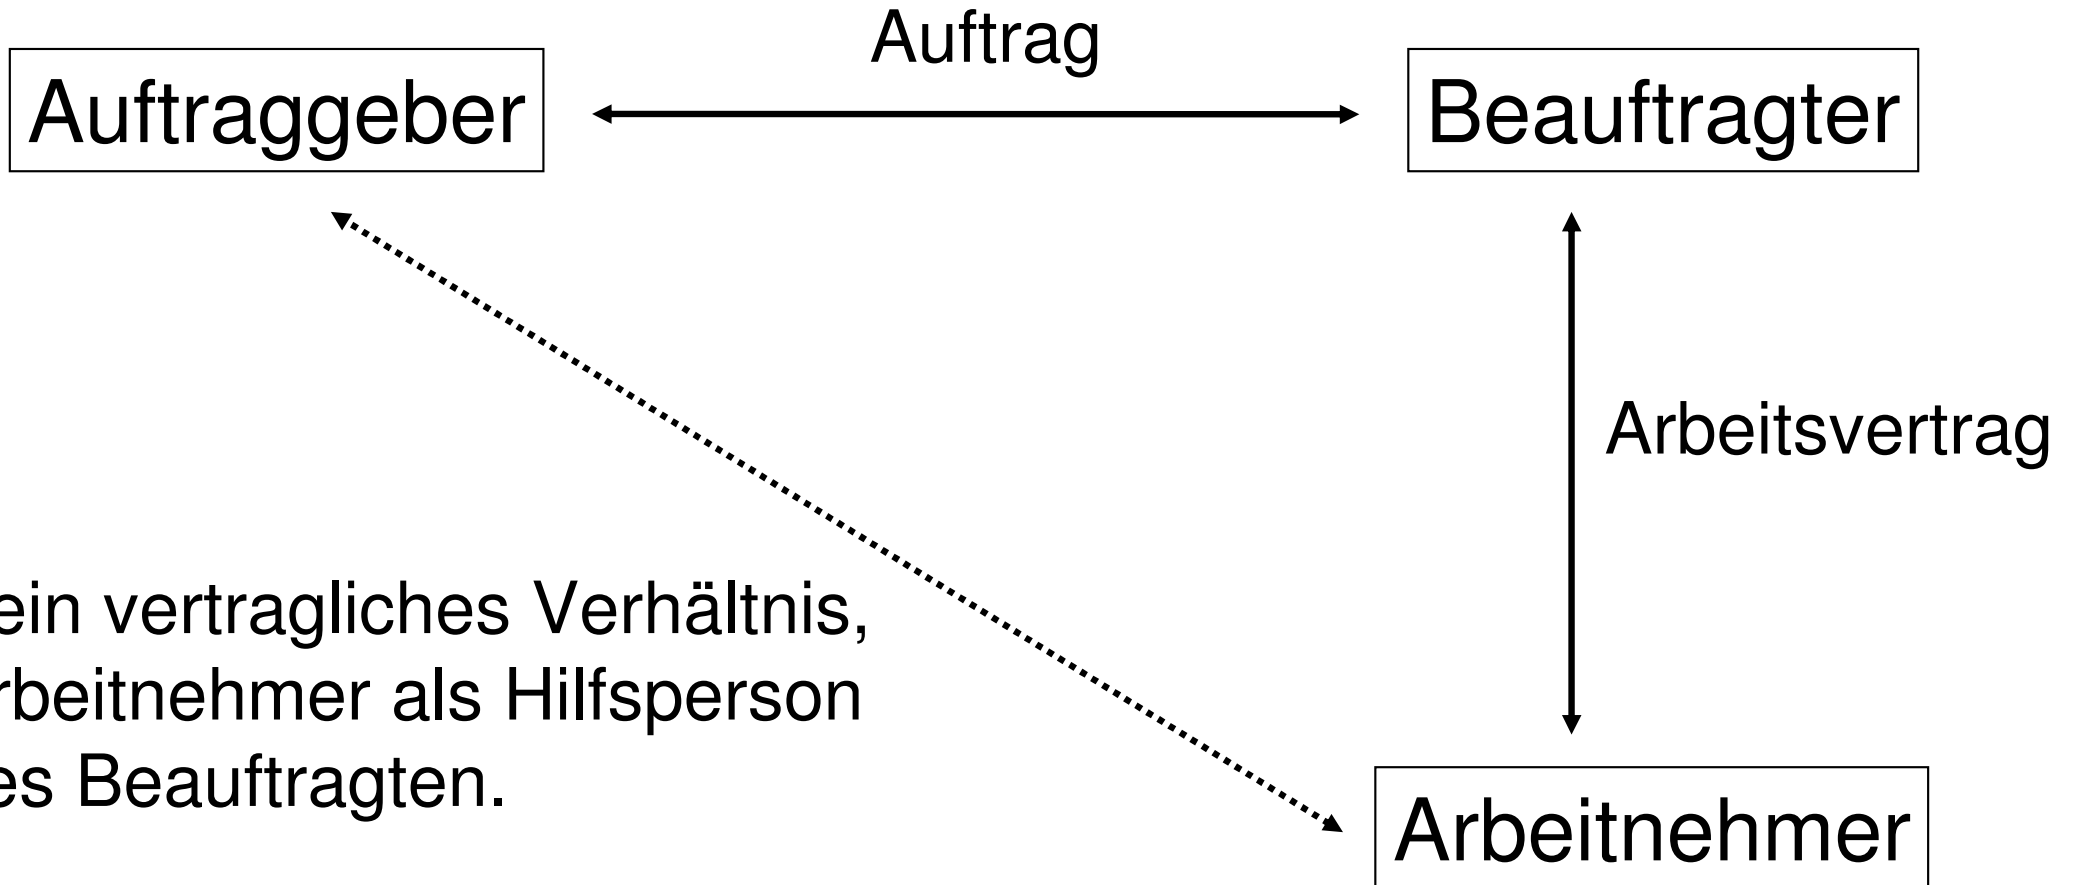 Auftrag
Auftraggeber
Beauftragter
Arbeitsvertrag
ein vertragliches Verhältnis,
rbeitnehmer als Hilfsperson
es Beauftragten.
Arbeitnehmer